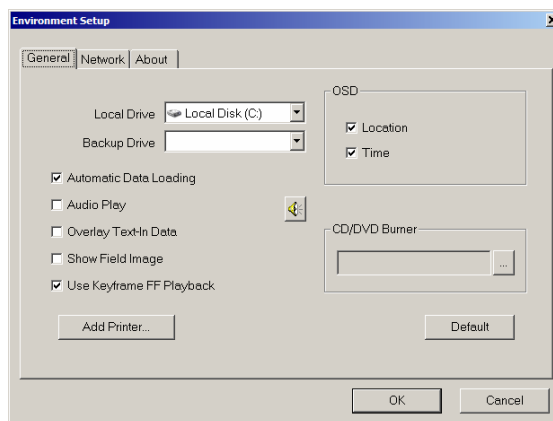 Environment Setup
General Network About
Local Drive Local Disk (C:)
Backup Drive
Automatic Data Loading
Audio Play
Overlay Text-In Data
Show Field Image
Use Keyframe FF Playback
Add Printer...
OSD
Location
Time
CD/DVD Burner
...
Default
OK Cancel